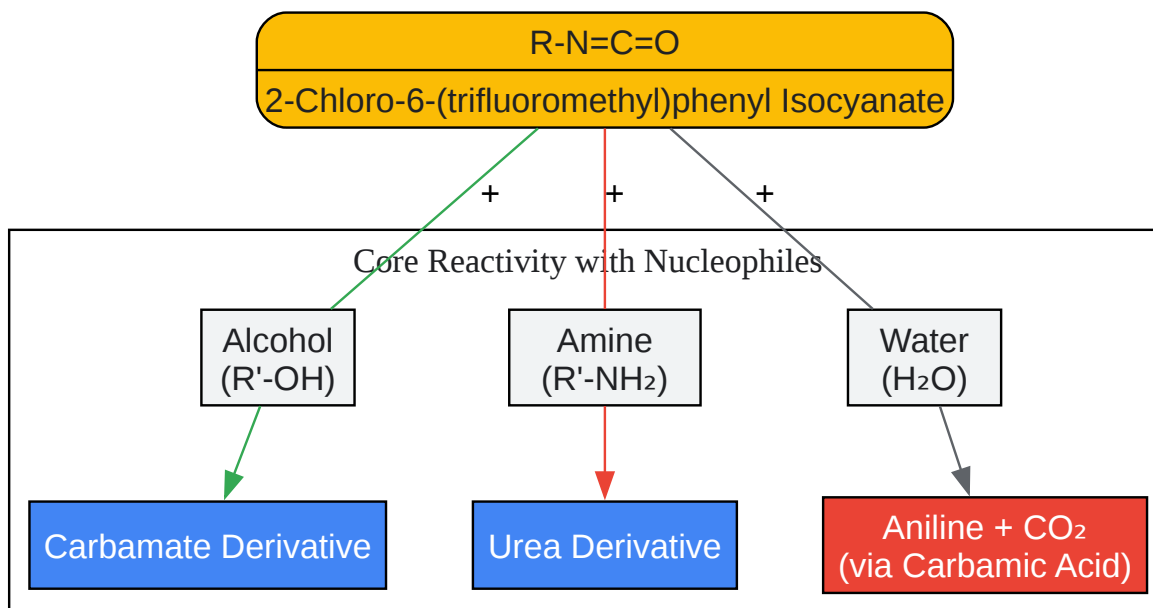 R-N=C=O
2-Chloro-6-(trifluoromethyl)phenyl Isocyanate
+ + +
Core Reactivity with Nucleophiles
Alcohol
(R'-OH)
Amine
(R'-NH₂)
Water
(H₂O)
Carbamate Derivative
Urea Derivative
Aniline + CO₂
(via Carbamic Acid)